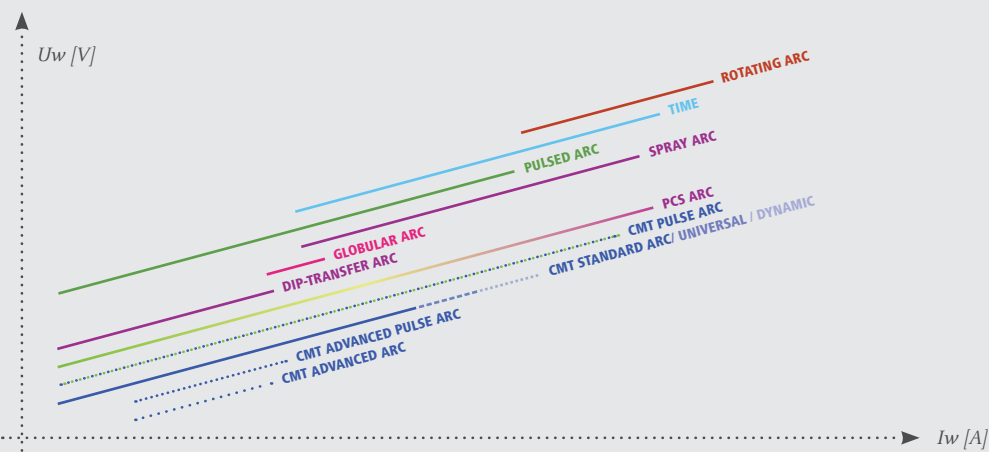 Uw [V]
ROTATING ARC
TIME
SPRAY ARC
PULSED ARC
PCS ARC
CMT PULSE ARC
CMT STANDARD ARC/ UNIVERSAL / DYNAMIC
GLOBULAR ARC
DIP-TRANSFER ARC
CMT ADVANCED PULSE ARC
CMT ADVANCED ARC
Iw [A]